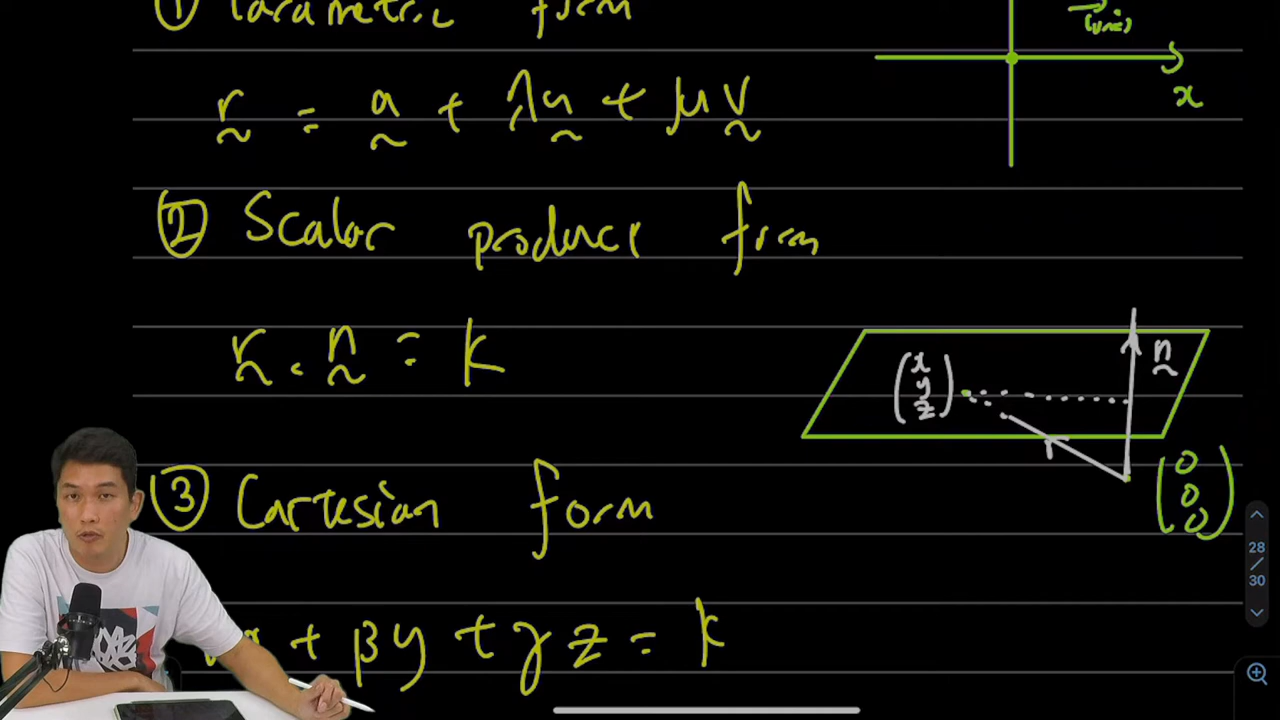 ① Parametric form
x
r = a + λu + μv
② Scalar product form
r . n = k
n
(x y z)
(0 0 0)
③ Cartesian form
+ βy + γz = k
28
/
30